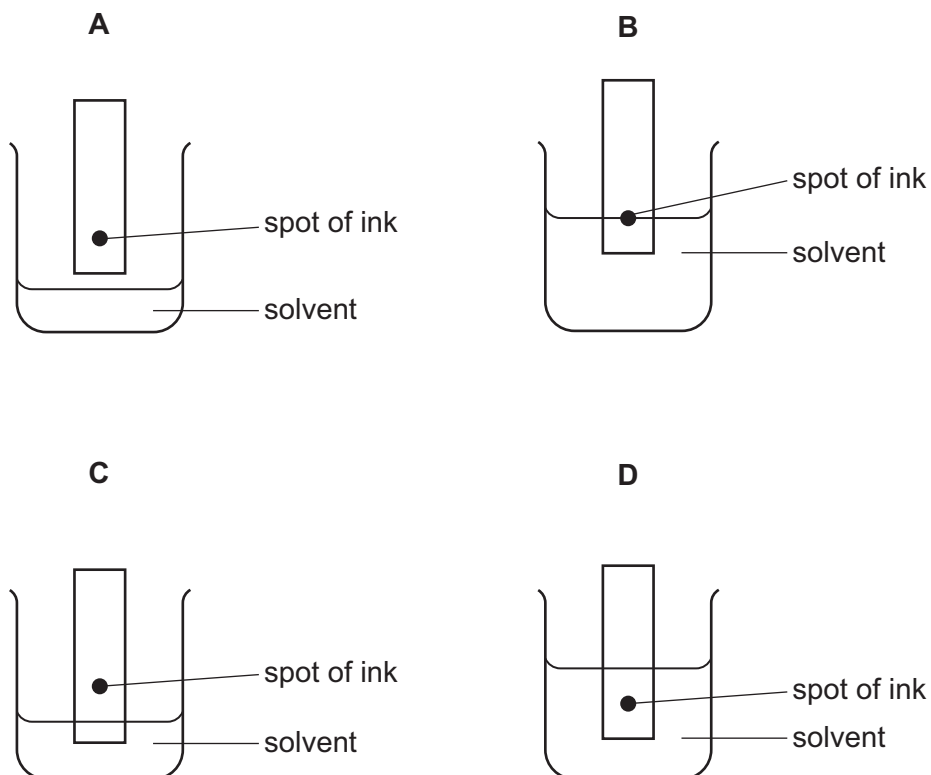 A
B
spot of ink
solvent
spot of ink
solvent
C
D
spot of ink
solvent
spot of ink
solvent